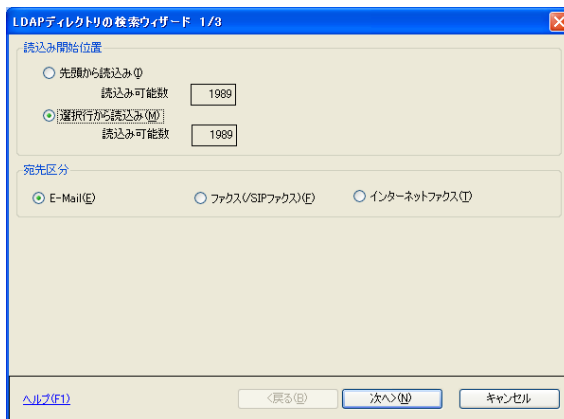 LDAPディレクトリの検索ウィザード 1/3
読込み開始位置
先頭から読込み(I)
読込み可能数 1989
選択行から読込み(M)
読込み可能数 1989
宛先区分
E-Mail(E) ファクス(/SIPファクス)(F) インターネットファクス(T)
ヘルプ(F1) <戻る(B) 次へ>(N) キャンセル